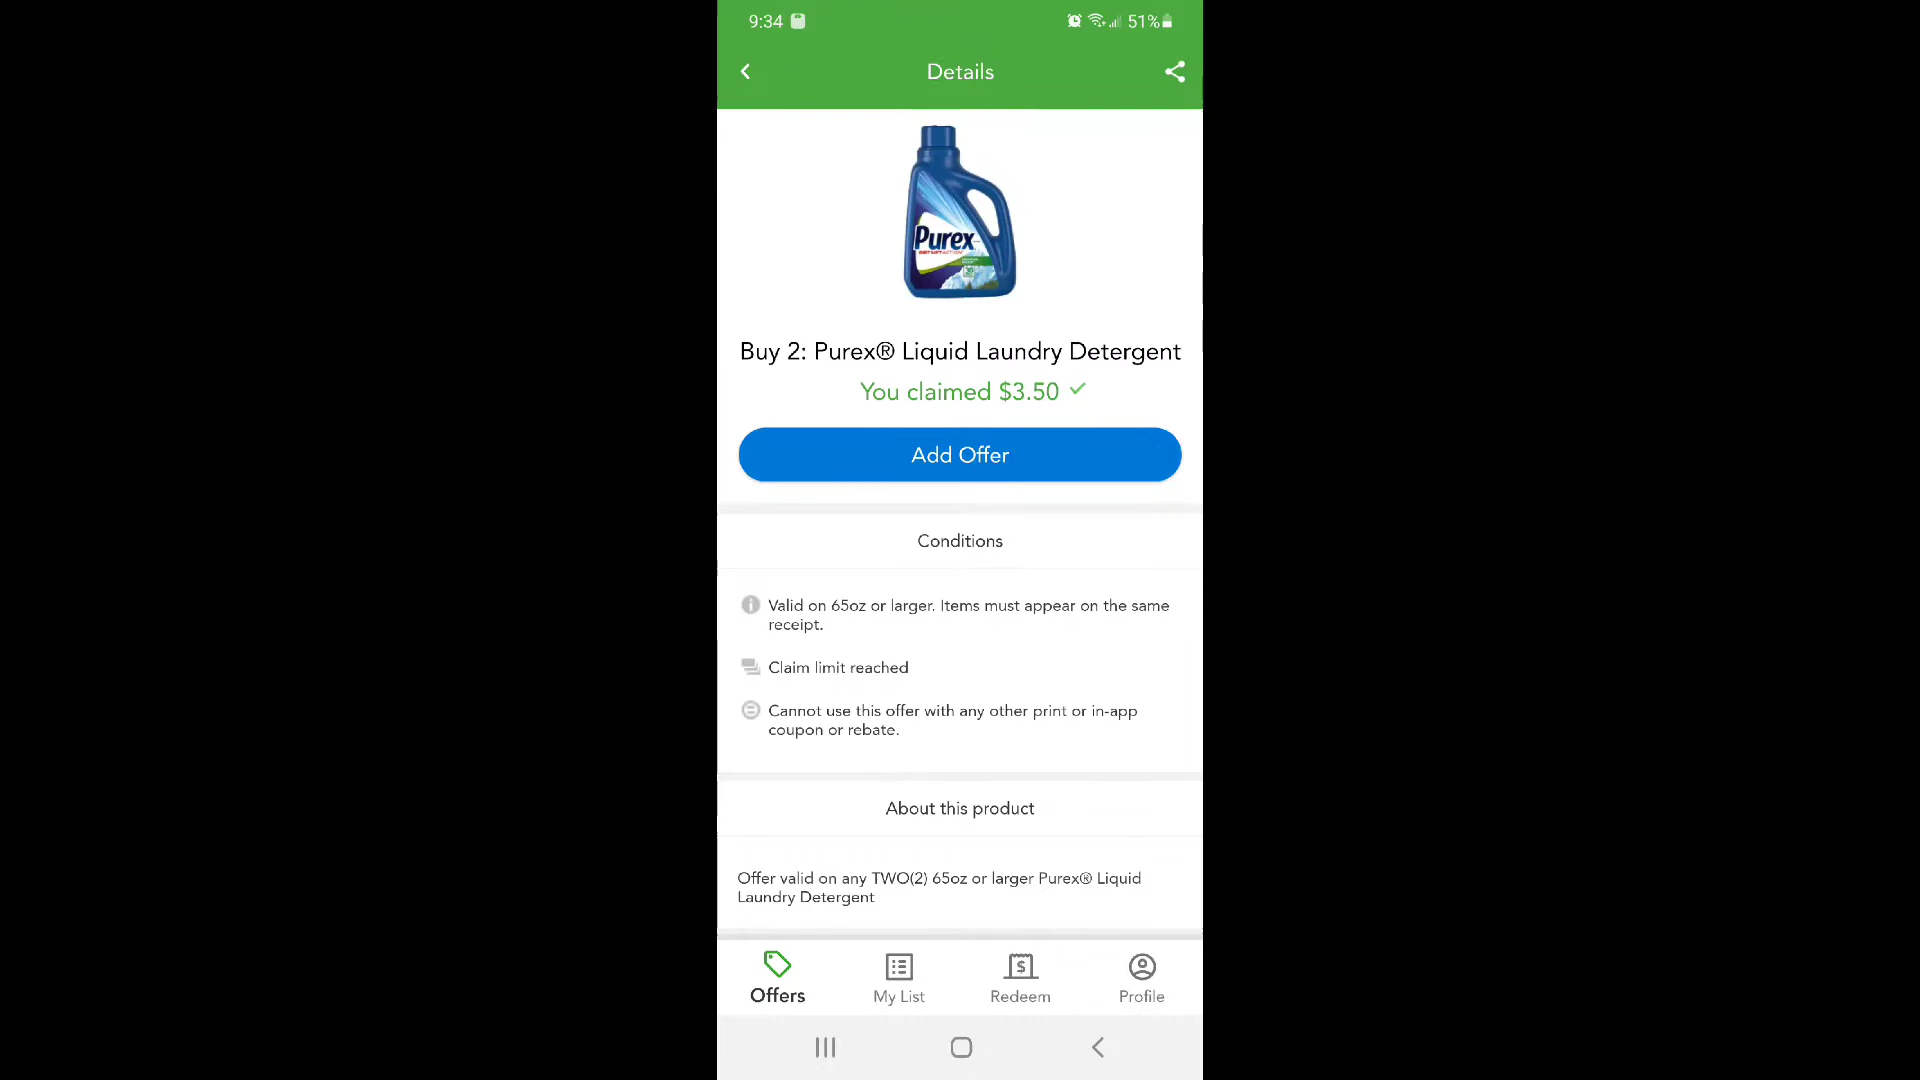 9:34
51%
Details
Purex
Buy 2: Purex® Liquid Laundry Detergent
You claimed $3.50
Add Offer
Conditions
Valid on 65oz or larger. Items must appear on the same
receipt.
Claim limit reached
Cannot use this offer with any other print or in-app
coupon or rebate.
About this product
Offer valid on any TWO(2) 65oz or larger Purex® Liquid
Laundry Detergent
Offers
My List
Redeem
Profile